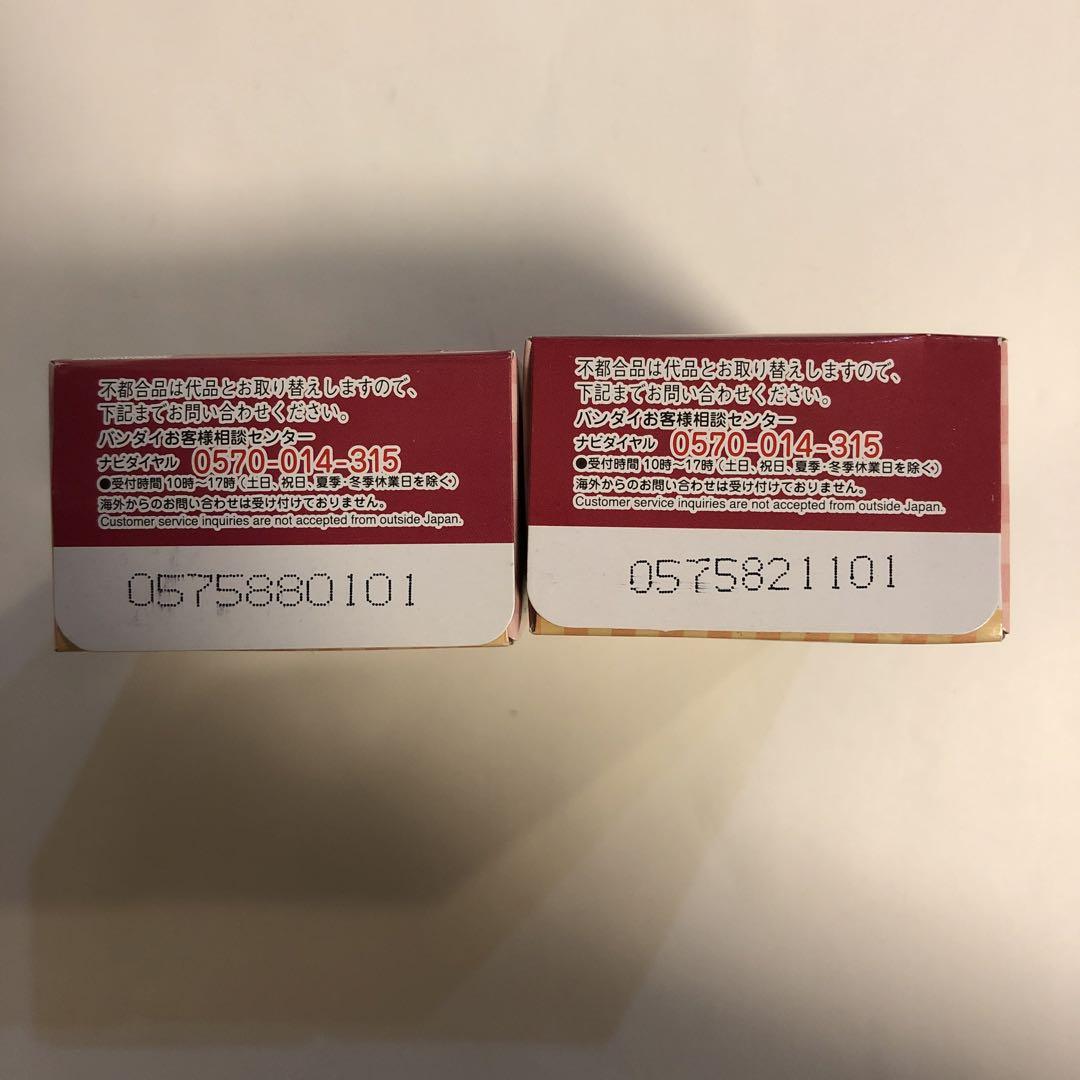 不都合品は代品とお取り替えしますので、
下記までお問い合わせください。
バンダイお客様相談センター
ナビダイヤル 0570-014-315
●受付時間 10時～17時（土日、祝日、夏季・冬季休業日を除く）
海外からのお問い合わせは受け付けておりません。
Customer service inquiries are not accepted from outside Japan.
0575880101
不都合品は代品とお取り替えしますので、
下記までお問い合わせください。
バンダイお客様相談センター
ナビダイヤル 0570-014-315
●受付時間 10時～17時（土日、祝日、夏季・冬季休業日を除く）
海外からのお問い合わせは受け付けておりません。
Customer service inquiries are not accepted from outside Japan.
0575821101